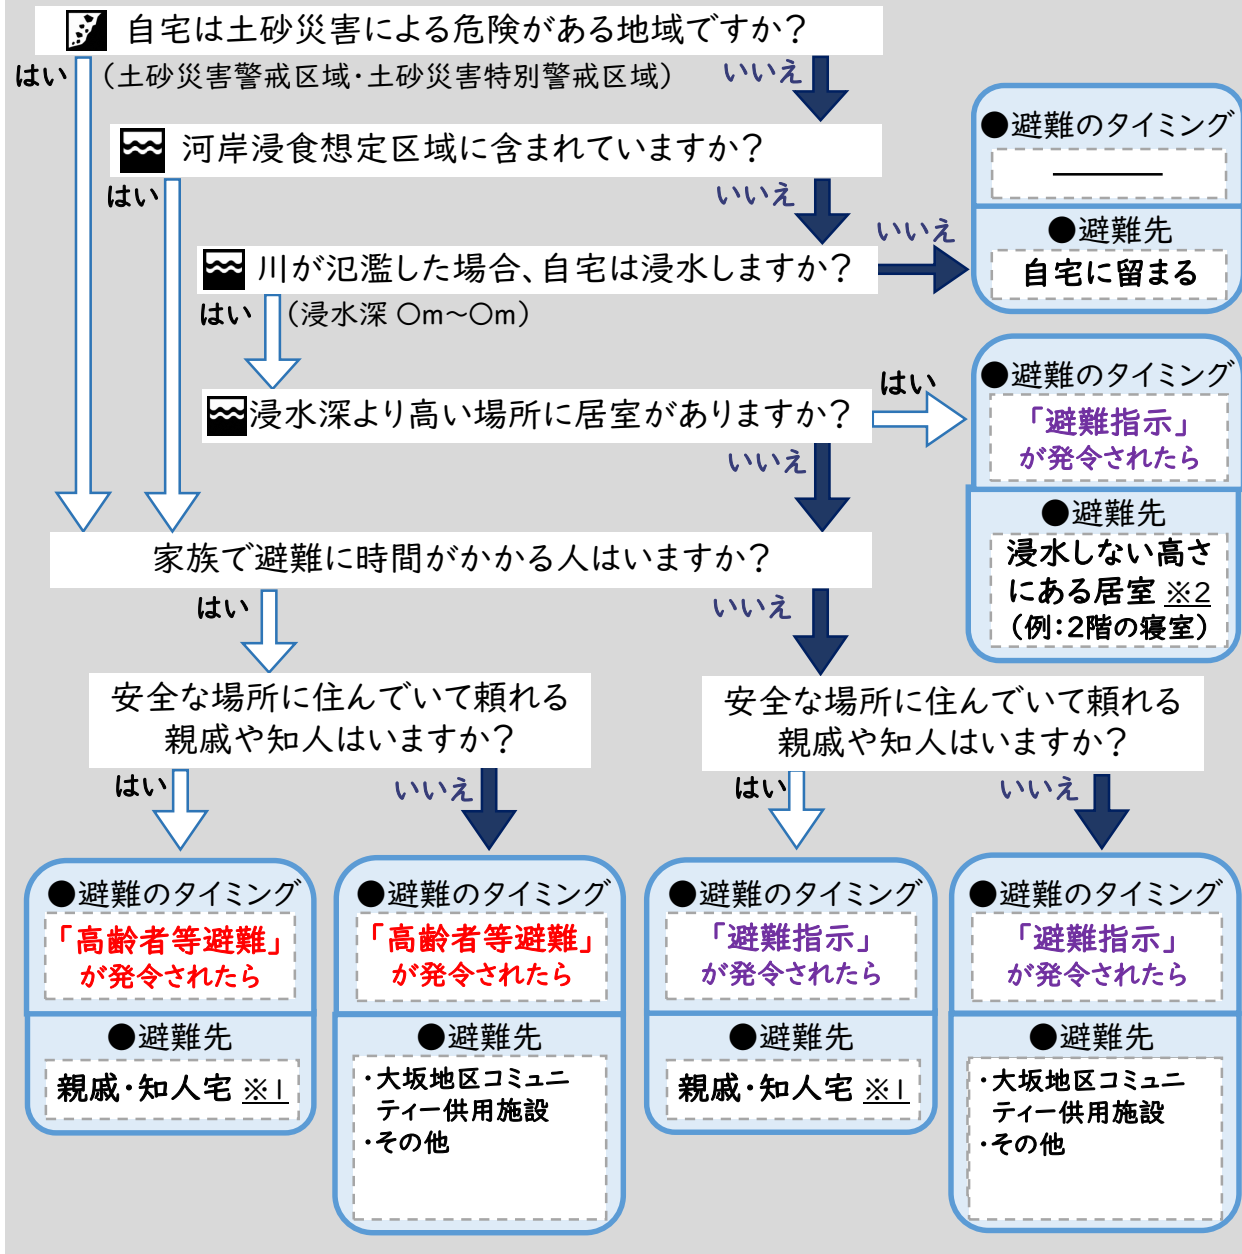 自宅は土砂災害による危険がある地域ですか？
はい
（土砂災害警戒区域・土砂災害特別警戒区域）
いいえ
河岸浸食想定区域に含まれていますか？
はい
いいえ
川が氾濫した場合、自宅は浸水しますか？
いいえ
はい
（浸水深 〇m～〇m）
●避難のタイミング
●避難先
自宅に留まる
浸水深より高い場所に居室がありますか？
はい
いいえ
●避難のタイミング
「避難指示」
が発令されたら
●避難先
浸水しない高さ
にある居室 ※2
（例：2階の寝室）
家族で避難に時間がかかる人はいますか？
はい
いいえ
安全な場所に住んでいて頼れる
親戚や知人はいますか？
はい
いいえ
安全な場所に住んでいて頼れる
親戚や知人はいますか？
はい
いいえ
●避難のタイミング
「高齢者等避難」
が発令されたら
●避難先
親戚・知人宅 ※1
●避難のタイミング
「高齢者等避難」
が発令されたら
●避難先
・大坂地区コミュニ
ティー供用施設
・その他
●避難のタイミング
「避難指示」
が発令されたら
●避難先
親戚・知人宅 ※1
●避難のタイミング
「避難指示」
が発令されたら
●避難先
・大坂地区コミュニ
ティー供用施設
・その他